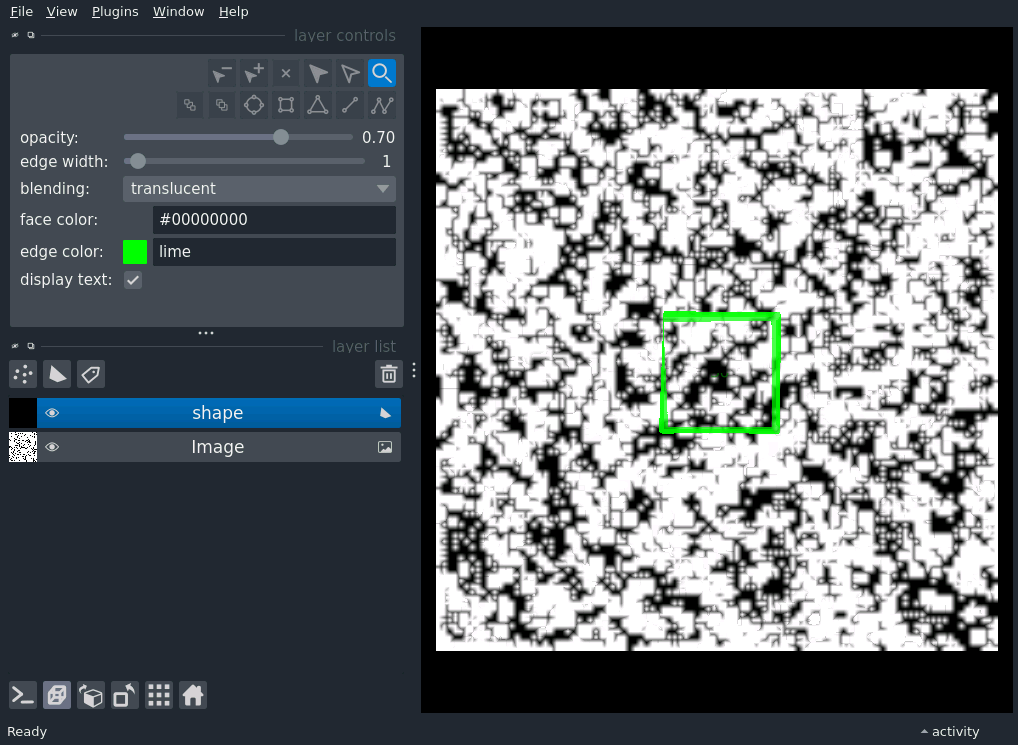 File View Plugins Window Help
layer controls
opacity: 0.70
edge width: 1
blending: translucent
face color: #00000000
edge color: lime
display text:
layer list
shape
Image
Ready
activity